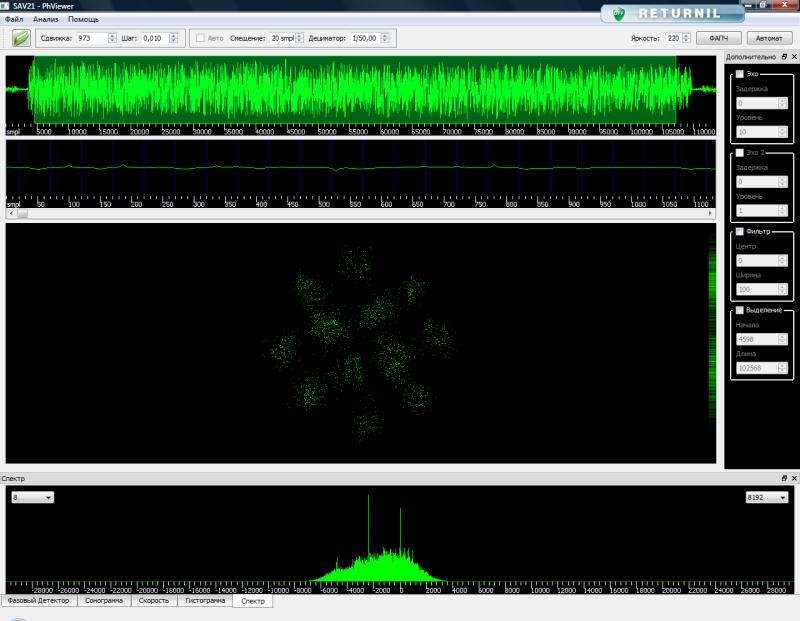 SAV21 - PhViewer
OFF RETURNIL
Файл Анализ Помощь
Сдвижка: 973 Шаг: 0,010 Авто Смещение: 20 smpl Дециматор: 1/50,00 Яркость: 220 ФАПЧ Автомат
Дополнительно
smpl 5000 10000 15000 20000 25000 30000 35000 40000 45000 50000 55000 60000 65000 70000 75000 80000 85000 90000 95000 100000 105000 110000
smpl 50 100 150 200 250 300 350 400 450 500 550 600 650 700 750 800 850 900 950 1000 1050 1100
Эхо
Задержка
0
Уровень
10
Эхо 2
Задержка
0
Уровень
1
Фильтр
Центр
0
Ширина
100
Выделение
Начало
4598
Длина
102568
Спектр
8 8192
-28000 -26000 -24000 -22000 -20000 -18000 -16000 -14000 -12000 -10000 -8000 -6000 -4000 -2000 0 2000 4000 6000 8000 10000 12000 14000 16000 18000 20000 22000 24000 26000 28000
Фазовый Детектор Сонограмма Скорость Гистограмма Спектр